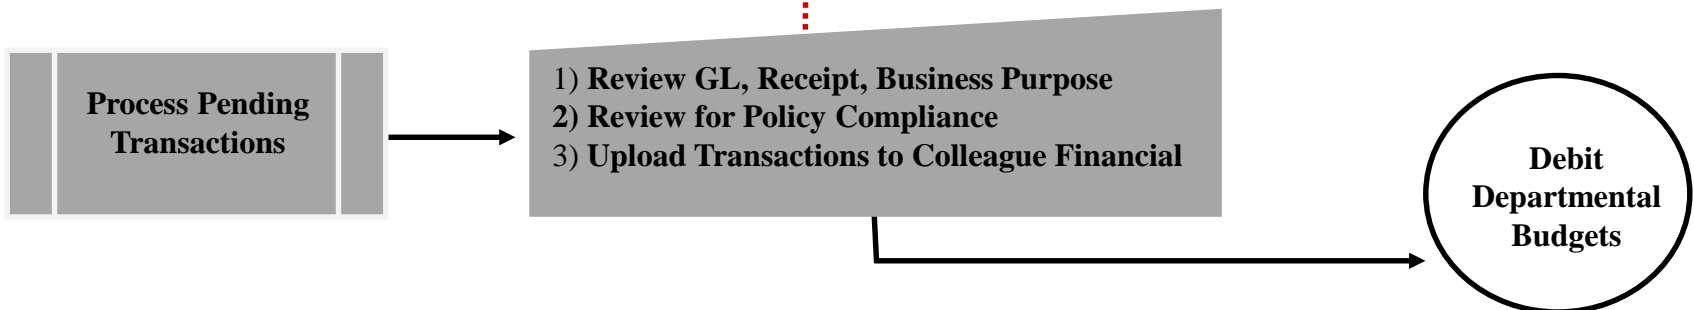 Process Pending
Transactions
1) Review GL, Receipt, Business Purpose
2) Review for Policy Compliance
3) Upload Transactions to Colleague Financial
Debit
Departmental
Budgets